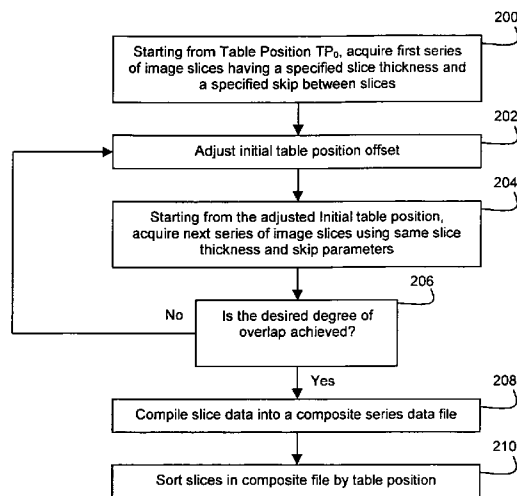 200
Starting from Table Position TP₀, acquire first series
of image slices having a specified slice thickness and
a specified skip between slices
202
Adjust initial table position offset
204
Starting from the adjusted Initial table position,
acquire next series of image slices using same slice
thickness and skip parameters
206
No
Is the desired degree of
overlap achieved?
Yes
208
Compile slice data into a composite series data file
210
Sort slices in composite file by table position